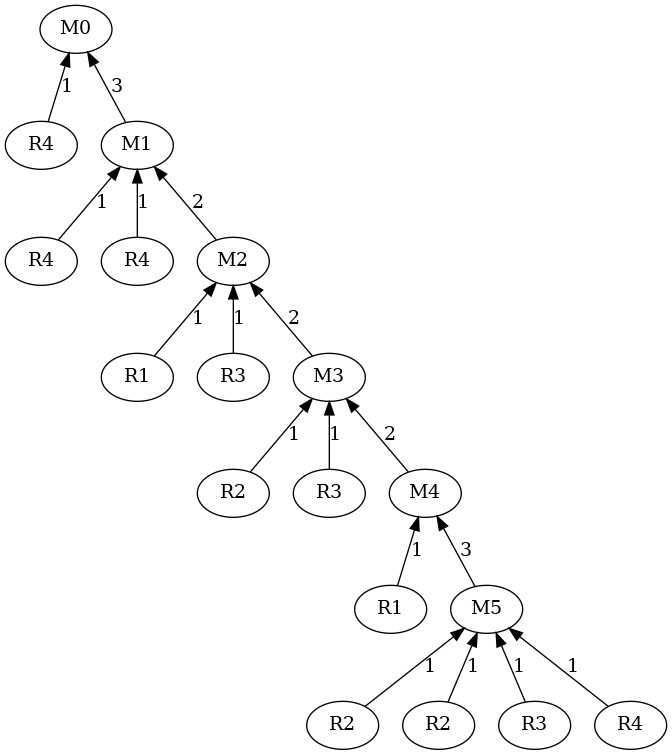 M0
1 3
R4 M1
1 1 2
R4 R4 M2
1 1 2
R1 R3 M3
1 1 2
R2 R3 M4
1 3
R1 M5
1 1 1 1
R2 R2 R3 R4